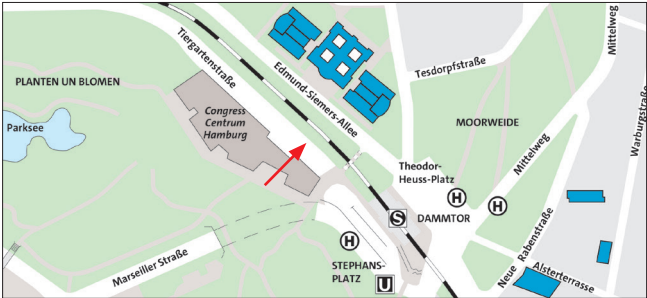 Tiergartenstraße
Mittelweg
Edmund-Siemers-Allee
Tesdorpfstraße
PLANTEN UN BLOMEN
Warburgstraße
Congress
Centrum
Hamburg
MOORWEIDE
Parksee
Mittelweg
Theodor-
Heuss-Platz
H
S
DAMMTOR
H
H
Neue Rabenstraße
Marseiller Straße
STEPHANS-
PLATZ
U
Alsterterrasse